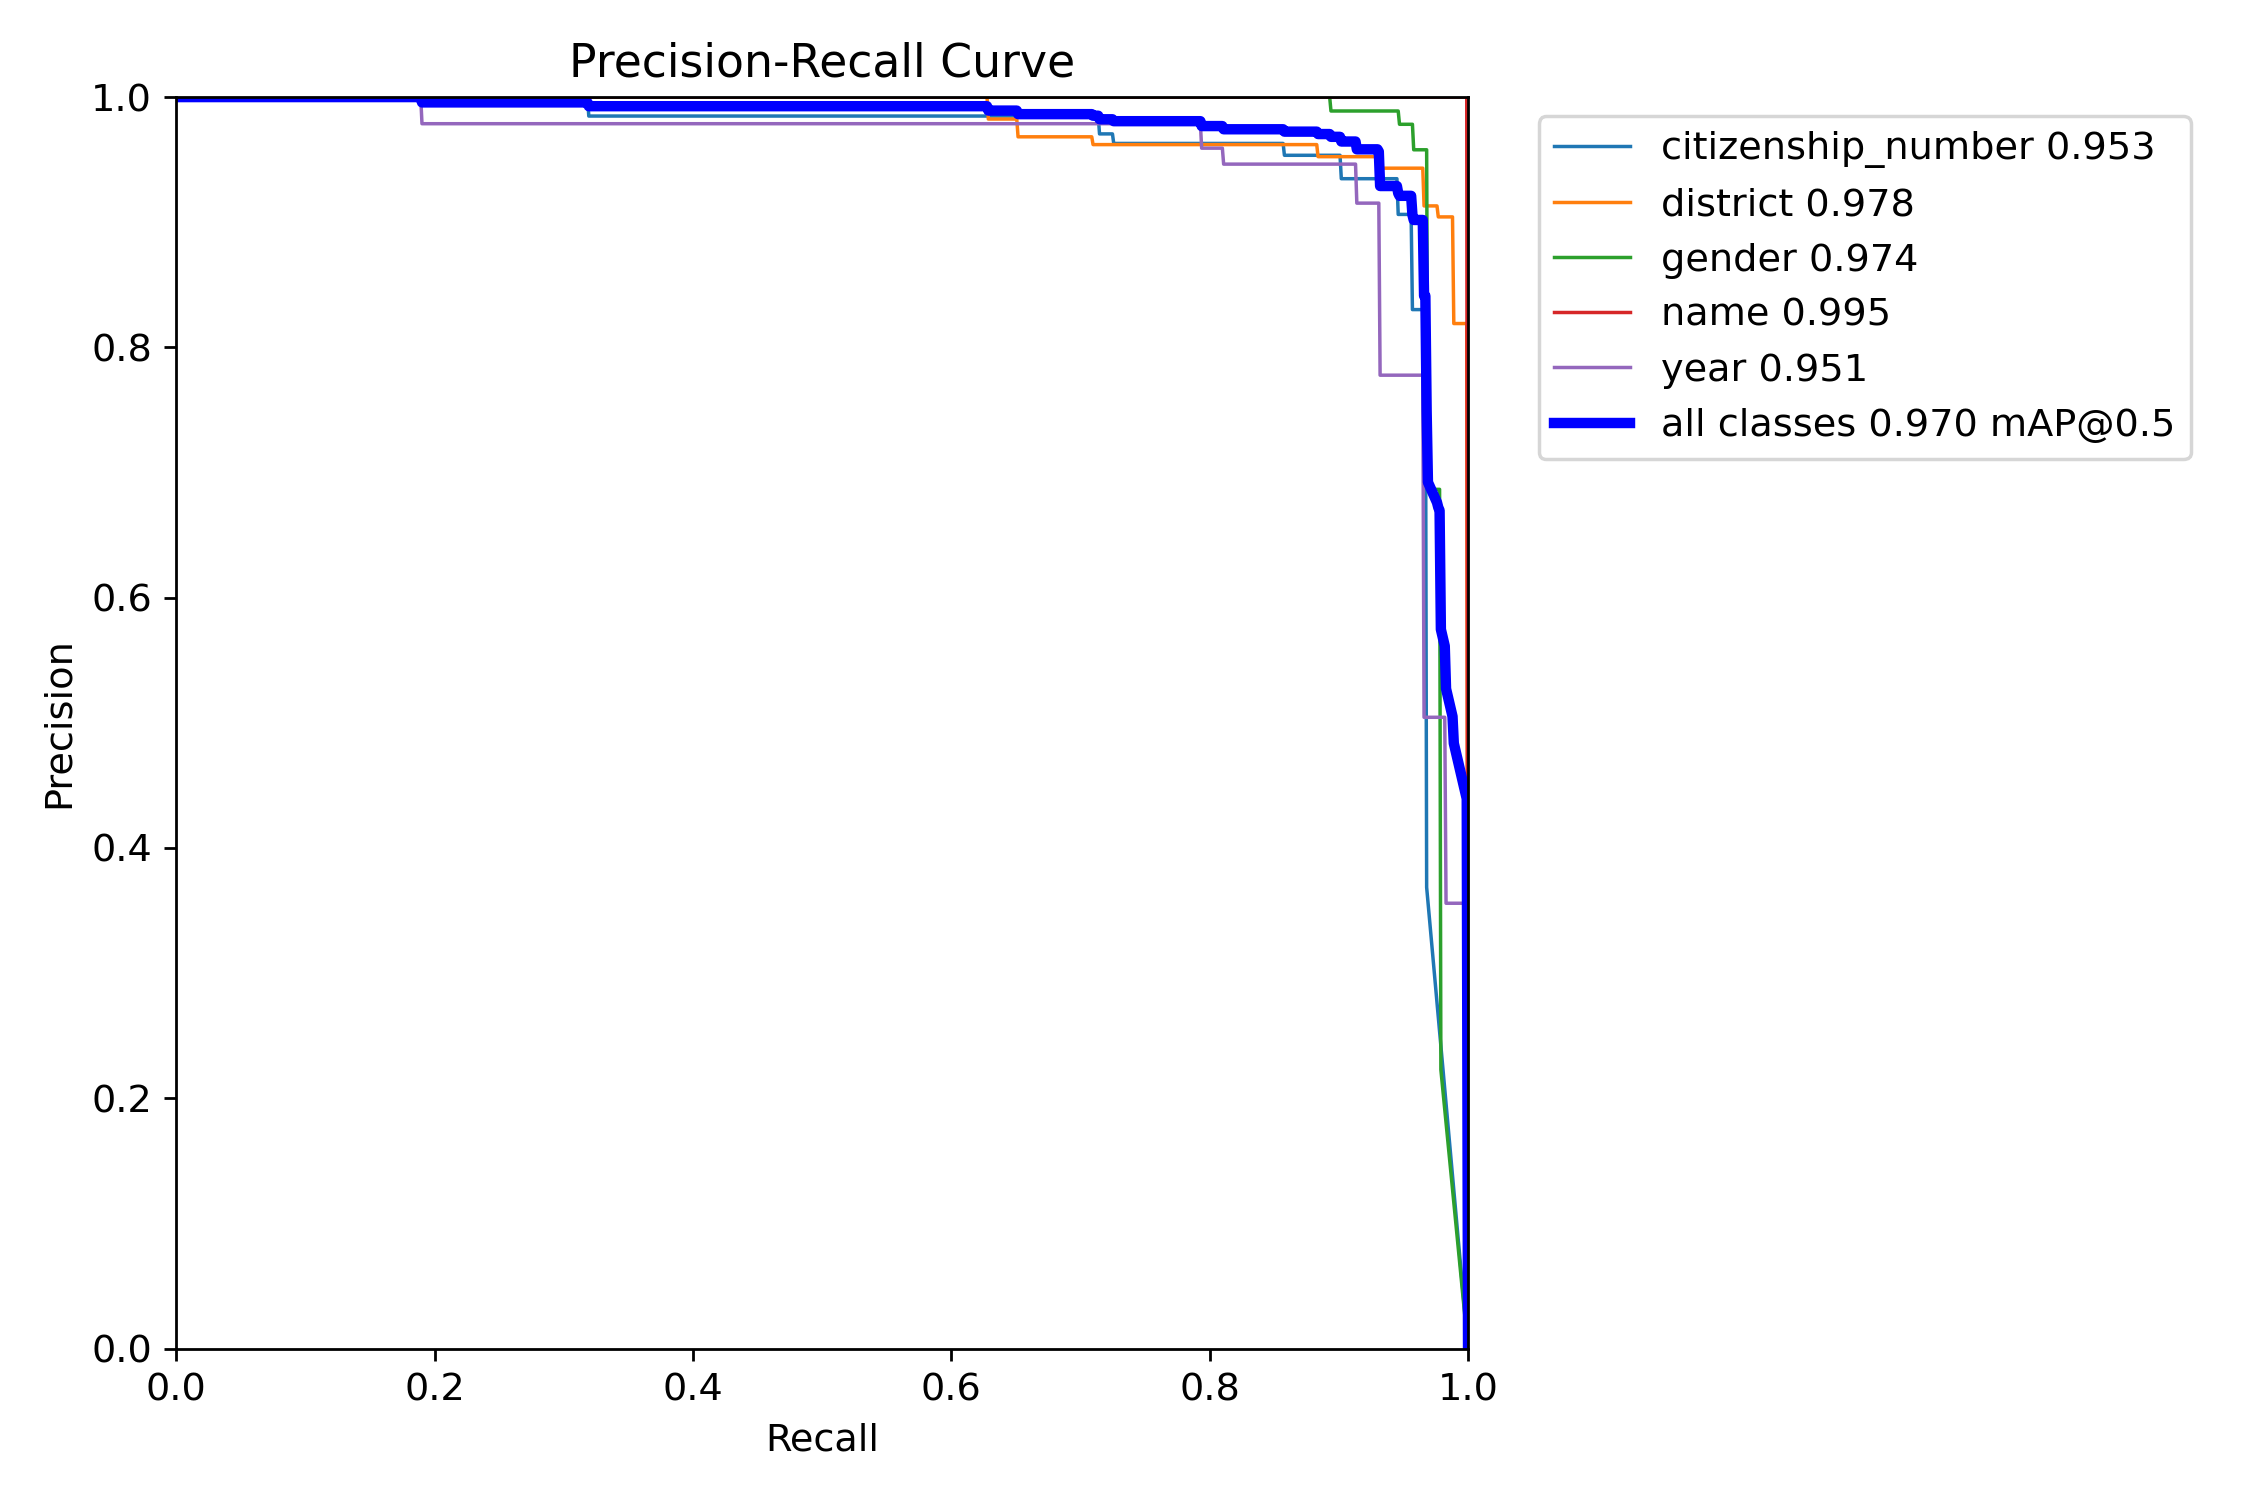 Precision-Recall Curve
1.0
0.8
0.6
0.4
0.2
0.0
Precision
0.0 0.2 0.4 0.6 0.8 1.0
Recall
citizenship_number 0.953
district 0.978
gender 0.974
name 0.995
year 0.951
all classes 0.970 mAP@0.5